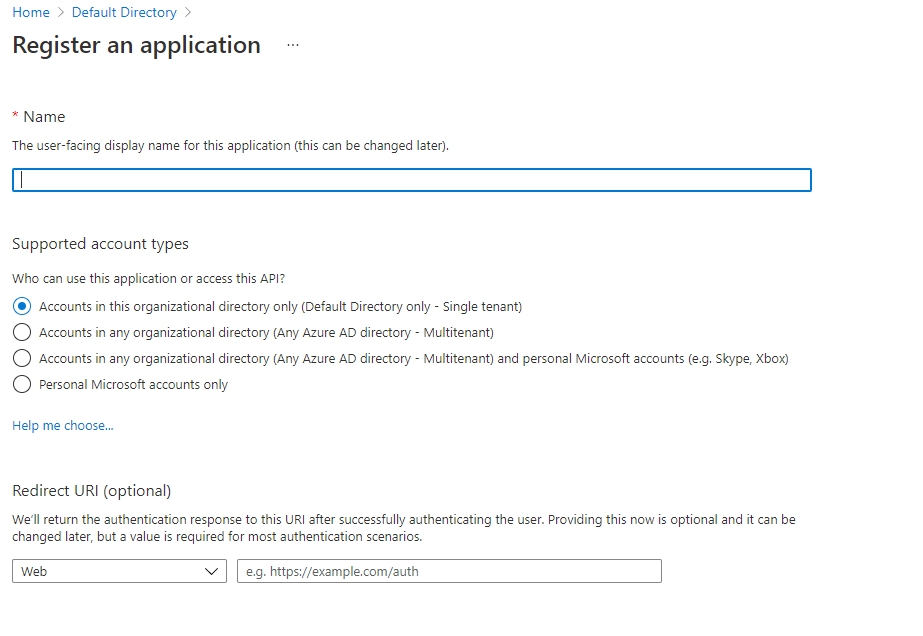 Home > Default Directory >
Register an application ...
* Name
The user-facing display name for this application (this can be changed later).
Supported account types
Who can use this application or access this API?
Accounts in this organizational directory only (Default Directory only - Single tenant)
Accounts in any organizational directory (Any Azure AD directory - Multitenant)
Accounts in any organizational directory (Any Azure AD directory - Multitenant) and personal Microsoft accounts (e.g. Skype, Xbox)
Personal Microsoft accounts only
Help me choose...
Redirect URI (optional)
We'll return the authentication response to this URI after successfully authenticating the user. Providing this now is optional and it can be
changed later, but a value is required for most authentication scenarios.
Web e.g. https://example.com/auth